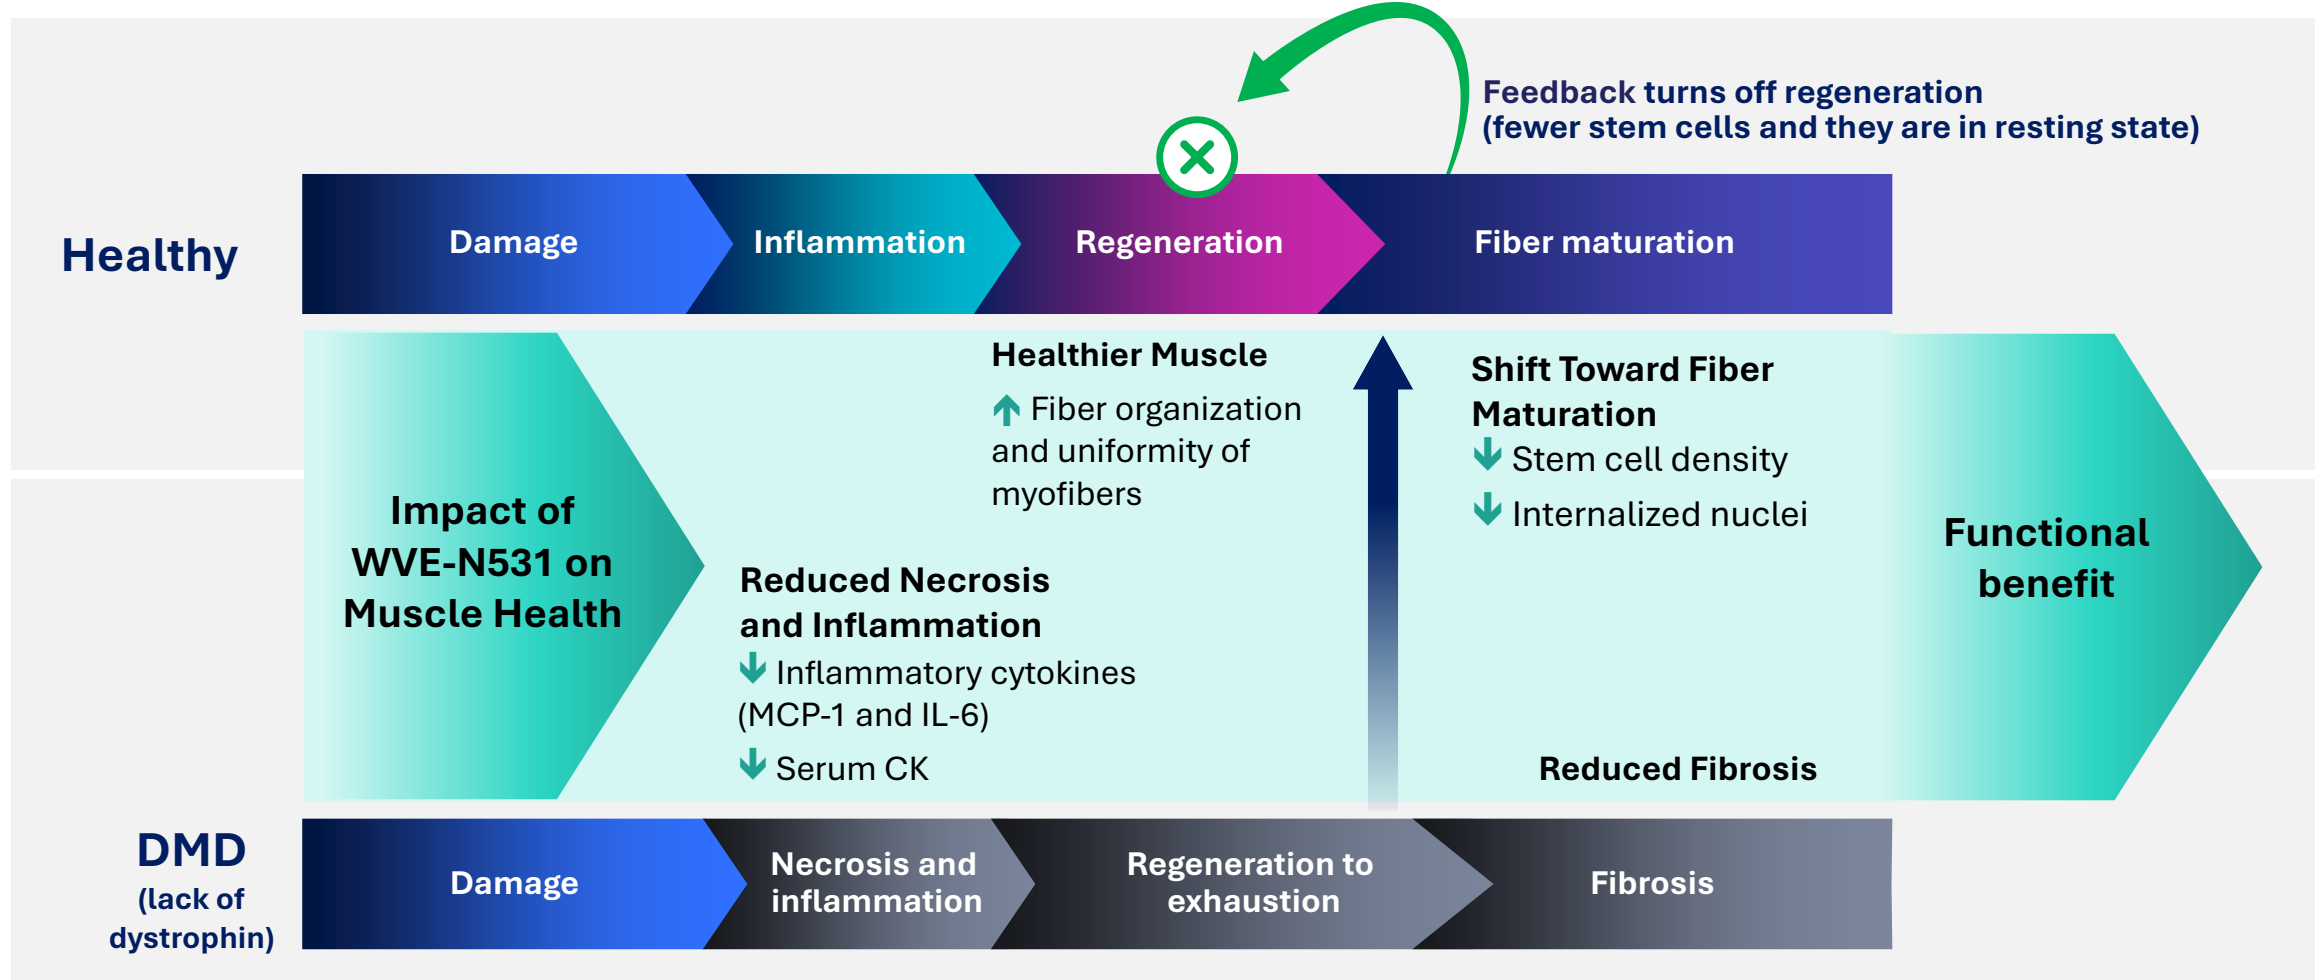 Feedback turns off regeneration
(fewer stem cells and they are in resting state)
Healthy
Damage
Inflammation
Regeneration
Fiber maturation
Impact of
WVE-N531 on
Muscle Health
Healthier Muscle
↑ Fiber organization
and uniformity of
myofibers
Reduced Necrosis
and Inflammation
↓ Inflammatory cytokines
(MCP-1 and IL-6)
↓ Serum CK
Shift Toward Fiber
Maturation
↓ Stem cell density
↓ Internalized nuclei
Reduced Fibrosis
Functional
benefit
DMD
(lack of
dystrophin)
Damage
Necrosis and
inflammation
Regeneration to
exhaustion
Fibrosis